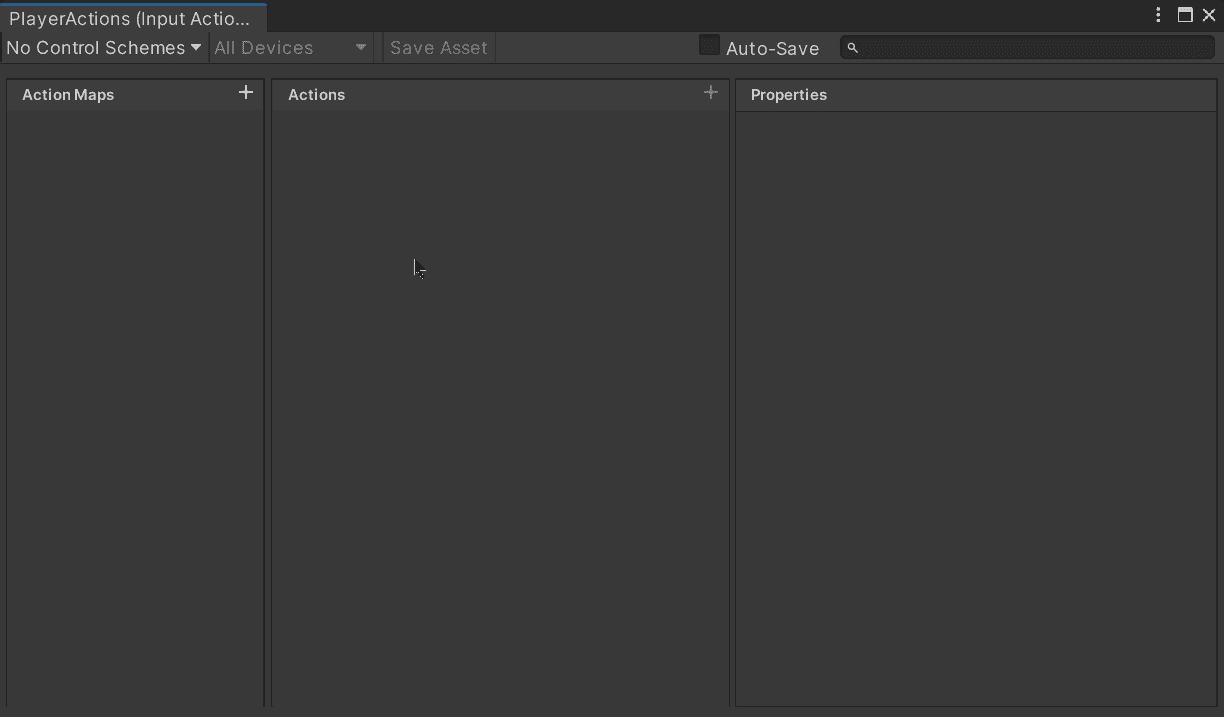 PlayerActions (Input Actio...
No Control Schemes All Devices Save Asset Auto-Save
Action Maps Actions Properties